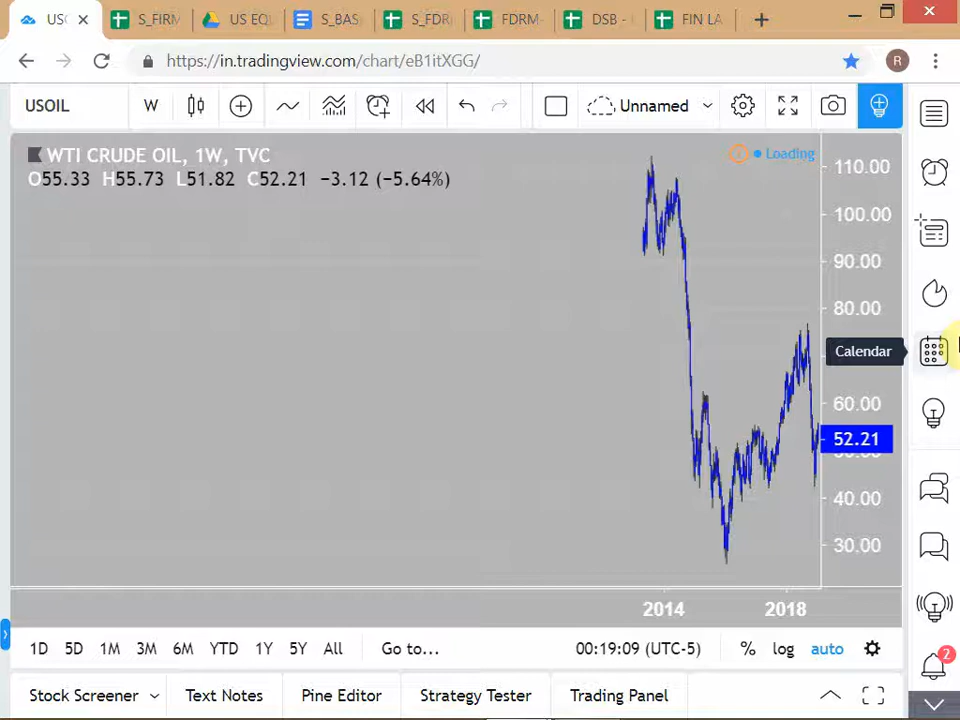 USO
S_FIRM
US EQU
S_BAS
S_FDR
FDRM-
DSB -
FIN LA
https://in.tradingview.com/chart/eB1itXGG/
R
USOIL
W
Unnamed
WTI CRUDE OIL, 1W, TVC
Loading
O55.33 H55.73 L51.82 C52.21 −3.12 (−5.64%)
110.00
100.00
90.00
80.00
Calendar
60.00
52.21
40.00
30.00
2014
2018
1D 5D 1M 3M 6M YTD 1Y 5Y All Go to...
00:19:09 (UTC-5)
% log auto
2
Stock Screener
Text Notes
Pine Editor
Strategy Tester
Trading Panel